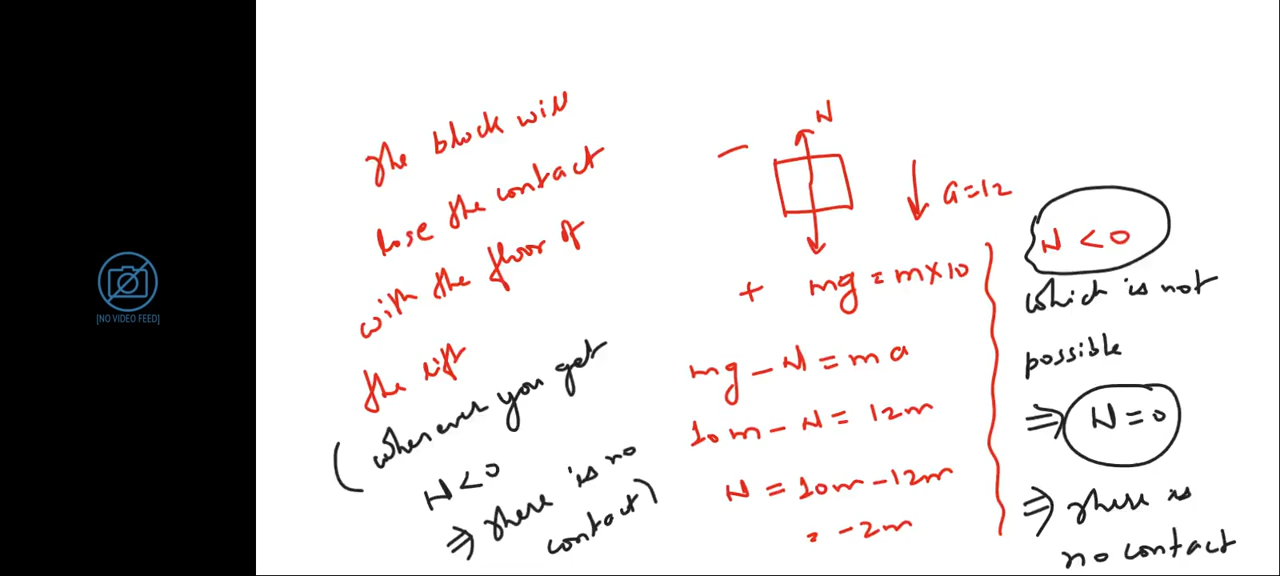 [NO VIDEO FEED]
The block will
lose the contact
with the floor of
the lift
(whenever you get
N<0
⇒ there is no
contact)
N
–
a=12
+ mg = m×10
mg – N = ma
10m – N = 12m
N = 10m – 12m
= -2m
N<0
which is not
possible
⇒ N=0
⇒ There is
no contact